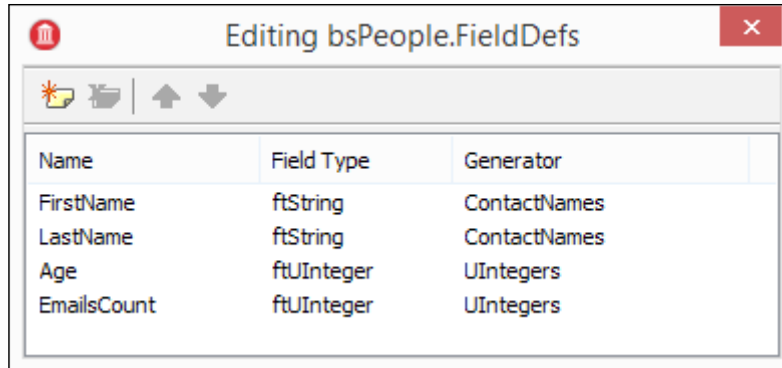 Editing bsPeople.FieldDefs
Name Field Type Generator
FirstName ftString ContactNames
LastName ftString ContactNames
Age ftUInteger UIntegers
EmailsCount ftUInteger UIntegers